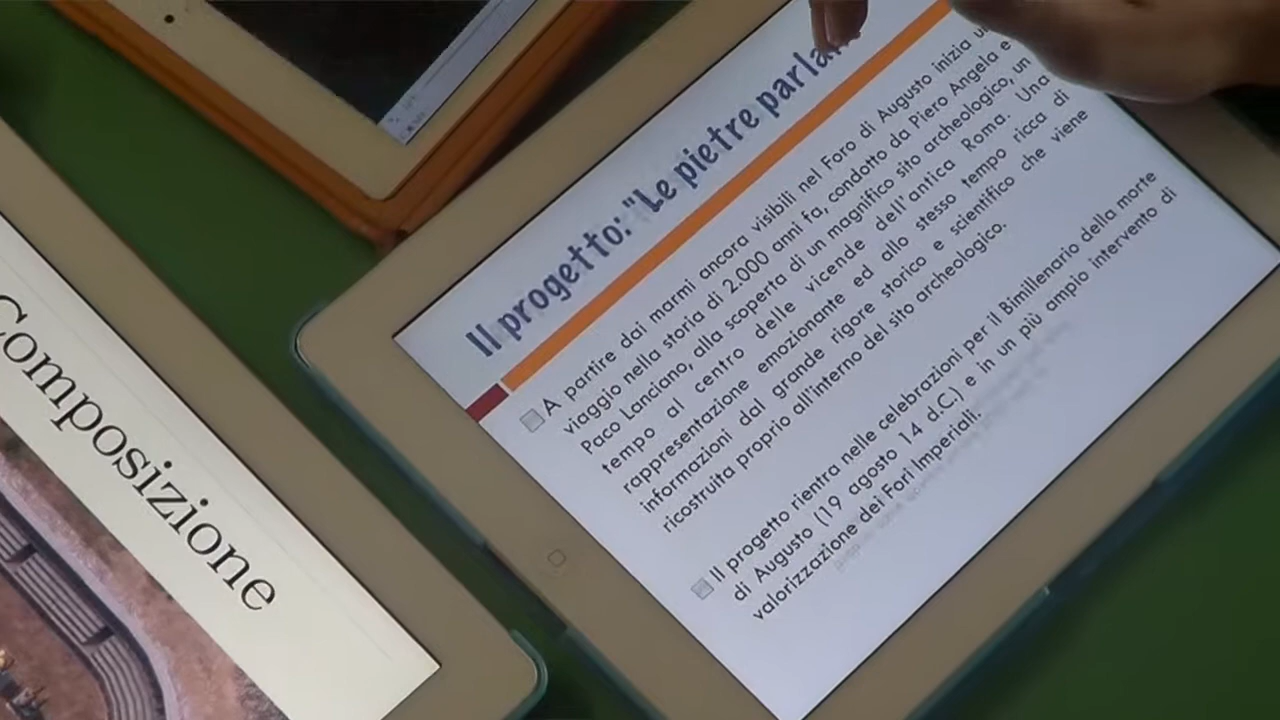 Composizione
Il progetto: "Le pietre
A partire dai marmi ancora visibili nel Foro di Augusto inizia
viaggio nella storia di 2.000 anni fa, condotto da Piero Angela e
Paco Lanciano, alla scoperta di un magnifico sito archeologico, un
tempo al centro delle vicende dell'antica Roma. Una
rappresentazione emozionante ed allo stesso tempo ricca di
informazioni dal grande rigore storico e scientifico che viene
ricostruita proprio all'interno del sito archeologico.
Il progetto rientra nelle celebrazioni per il Bimillenario della morte
di Augusto (19 agosto 14 d.C.) e in un più ampio intervento di
valorizzazione dei Fori Imperiali.